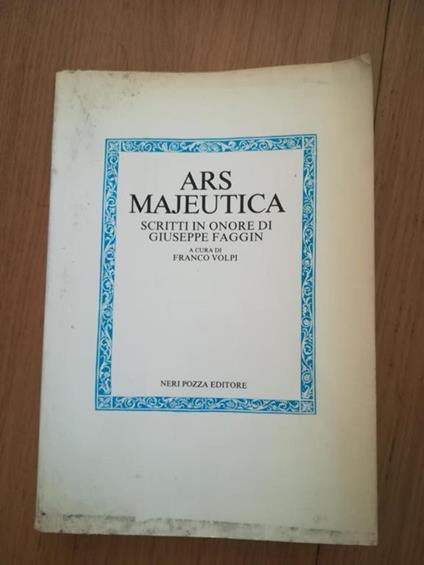 ARS
MAJEUTICA
SCRITTI IN ONORE DI
GIUSEPPE FAGGIN
A CURA DI
FRANCO VOLPI
NERI POZZA EDITORE